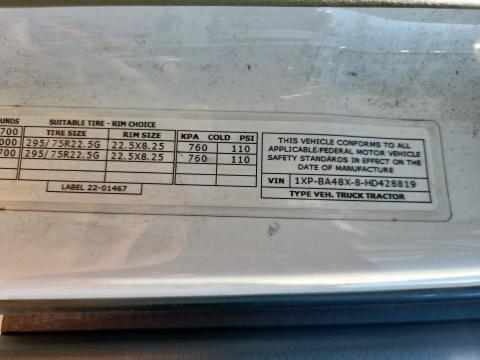 UNDS SUITABLE TIRE - RIM CHOICE
700 TIRE SIZE RIM SIZE KPA COLD PSI
000 295/75R22.5G 22.5X8.25 760 110
700 295/75R22.5G 22.5X8.25 760 110
LABEL 22-01467
THIS VEHICLE CONFORMS TO ALL
APPLICABLE FEDERAL MOTOR VEHICLE
SAFETY STANDARDS IN EFFECT ON THE
DATE OF MANUFACTURE
VIN 1XP-BA48X-8-HD428819
TYPE VEH. TRUCK TRACTOR